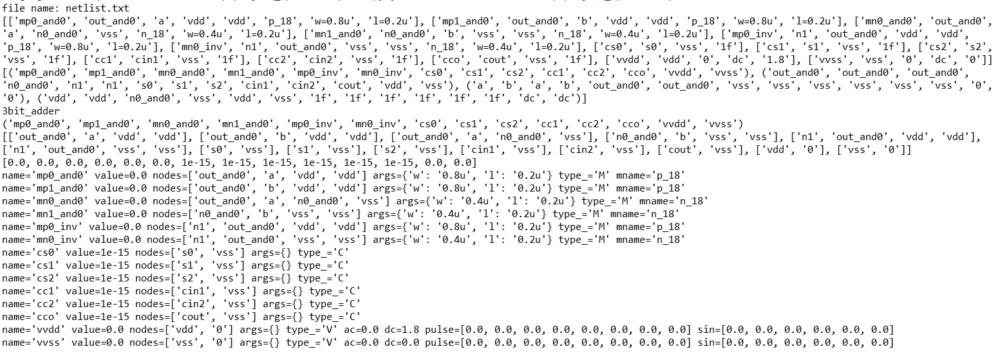 file name: netlist.txt
[['mp0_and0', 'out_and0', 'a', 'vdd', 'vdd', 'p_18', 'w=0.8u', 'l=0.2u'], ['mp1_and0', 'out_and0', 'b', 'vdd', 'vdd', 'p_18', 'w=0.8u', 'l=0.2u'], ['mn0_and0', 'out_and0',
'a', 'n0_and0', 'vss', 'n_18', 'w=0.4u', 'l=0.2u'], ['mn1_and0', 'n0_and0', 'b', 'vss', 'vss', 'n_18', 'w=0.4u', 'l=0.2u'], ['mp0_inv', 'n1', 'out_and0', 'vdd', 'vdd',
'p_18', 'w=0.8u', 'l=0.2u'], ['mn0_inv', 'n1', 'out_and0', 'vss', 'vss', 'n_18', 'w=0.4u', 'l=0.2u'], ['cs0', 's0', 'vss', '1f'], ['cs1', 's1', 'vss', '1f'], ['cs2', 's2',
'vss', '1f'], ['cc1', 'cin1', 'vss', '1f'], ['cc2', 'cin2', 'vss', '1f'], ['cco', 'cout', 'vss', '1f'], ['vvdd', 'vdd', '0', 'dc', '1.8'], ['vvss', 'vss', '0', 'dc', '0']]
[('mp0_and0', 'mp1_and0', 'mn0_and0', 'mn1_and0', 'mp0_inv', 'mn0_inv', 'cs0', 'cs1', 'cs2', 'cc1', 'cc2', 'cco', 'vvdd', 'vvss'), ('out_and0', 'out_and0', 'out_and0',
'n0_and0', 'n1', 'n1', 's0', 's1', 's2', 'cin1', 'cin2', 'cout', 'vdd', 'vss'), ('a', 'b', 'a', 'b', 'out_and0', 'out_and0', 'vss', 'vss', 'vss', 'vss', 'vss', 'vss', '0',
'0'), ('vdd', 'vdd', 'n0_and0', 'vss', 'vdd', 'vss', '1f', '1f', '1f', '1f', '1f', '1f', 'dc', 'dc')]
3bit_adder
('mp0_and0', 'mp1_and0', 'mn0_and0', 'mn1_and0', 'mp0_inv', 'mn0_inv', 'cs0', 'cs1', 'cs2', 'cc1', 'cc2', 'cco', 'vvdd', 'vvss')
[['out_and0', 'a', 'vdd', 'vdd'], ['out_and0', 'b', 'vdd', 'vdd'], ['out_and0', 'a', 'n0_and0', 'vss'], ['n0_and0', 'b', 'vss', 'vss'], ['n1', 'out_and0', 'vdd', 'vdd'],
['n1', 'out_and0', 'vss', 'vss'], ['s0', 'vss'], ['s1', 'vss'], ['s2', 'vss'], ['cin1', 'vss'], ['cin2', 'vss'], ['cout', 'vss'], ['vdd', '0'], ['vss', '0']]
[0.0, 0.0, 0.0, 0.0, 0.0, 0.0, 1e-15, 1e-15, 1e-15, 1e-15, 1e-15, 1e-15, 0.0, 0.0]
name='mp0_and0' value=0.0 nodes=['out_and0', 'a', 'vdd', 'vdd'] args={'w': '0.8u', 'l': '0.2u'} type_='M' mname='p_18'
name='mp1_and0' value=0.0 nodes=['out_and0', 'b', 'vdd', 'vdd'] args={'w': '0.8u', 'l': '0.2u'} type_='M' mname='p_18'
name='mn0_and0' value=0.0 nodes=['out_and0', 'a', 'n0_and0', 'vss'] args={'w': '0.4u', 'l': '0.2u'} type_='M' mname='n_18'
name='mn1_and0' value=0.0 nodes=['n0_and0', 'b', 'vss', 'vss'] args={'w': '0.4u', 'l': '0.2u'} type_='M' mname='n_18'
name='mp0_inv' value=0.0 nodes=['n1', 'out_and0', 'vdd', 'vdd'] args={'w': '0.8u', 'l': '0.2u'} type_='M' mname='p_18'
name='mn0_inv' value=0.0 nodes=['n1', 'out_and0', 'vss', 'vss'] args={'w': '0.4u', 'l': '0.2u'} type_='M' mname='n_18'
name='cs0' value=1e-15 nodes=['s0', 'vss'] args={} type_='C'
name='cs1' value=1e-15 nodes=['s1', 'vss'] args={} type_='C'
name='cs2' value=1e-15 nodes=['s2', 'vss'] args={} type_='C'
name='cc1' value=1e-15 nodes=['cin1', 'vss'] args={} type_='C'
name='cc2' value=1e-15 nodes=['cin2', 'vss'] args={} type_='C'
name='cco' value=1e-15 nodes=['cout', 'vss'] args={} type_='C'
name='vvdd' value=0.0 nodes=['vdd', '0'] args={} type_='V' ac=0.0 dc=1.8 pulse=[0.0, 0.0, 0.0, 0.0, 0.0, 0.0, 0.0, 0.0] sin=[0.0, 0.0, 0.0, 0.0, 0.0, 0.0]
name='vvss' value=0.0 nodes=['vss', '0'] args={} type_='V' ac=0.0 dc=0.0 pulse=[0.0, 0.0, 0.0, 0.0, 0.0, 0.0, 0.0, 0.0] sin=[0.0, 0.0, 0.0, 0.0, 0.0, 0.0]